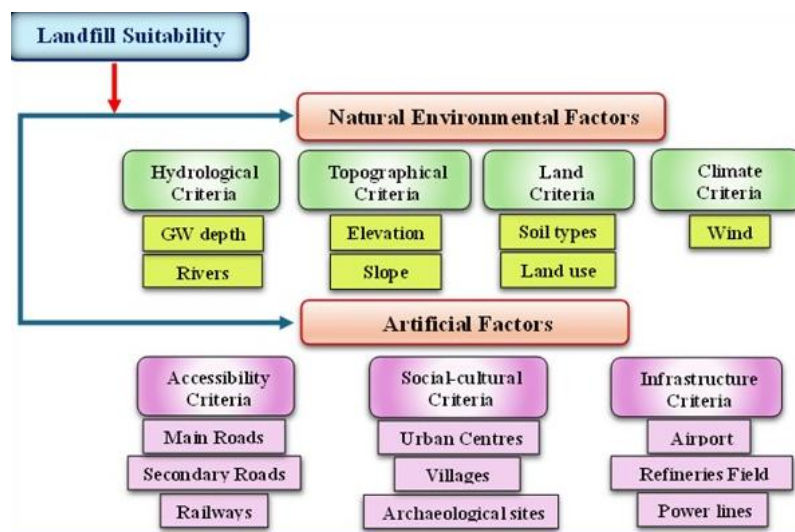 Landfill Suitability
Natural Environmental Factors
Hydrological
Criteria
GW depth
Rivers
Topographical
Criteria
Elevation
Slope
Land
Criteria
Soil types
Land use
Climate
Criteria
Wind
Artificial Factors
Accessibility
Criteria
Main Roads
Secondary Roads
Railways
Social-cultural
Criteria
Urban Centres
Villages
Archaeological sites
Infrastructure
Criteria
Airport
Refineries Field
Power lines